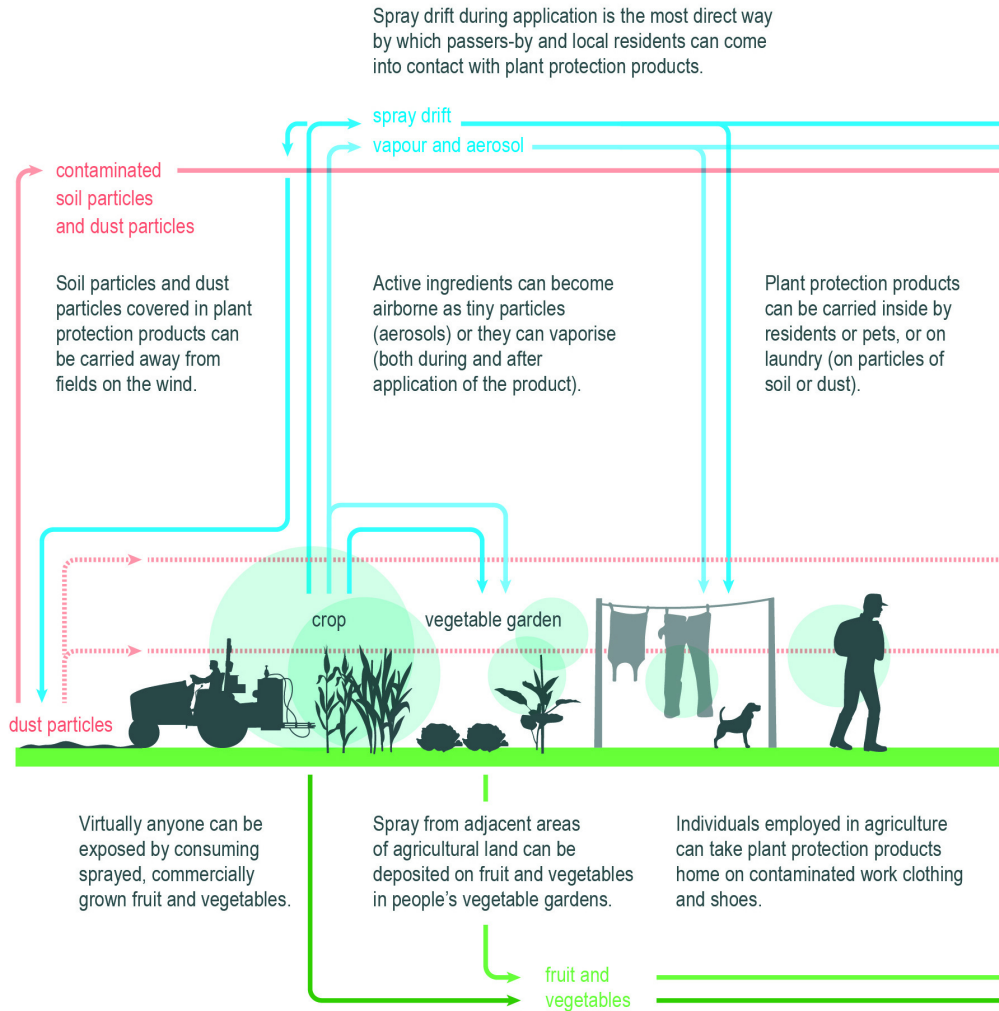 Spray drift during application is the most direct way
by which passers-by and local residents can come
into contact with plant protection products.
spray drift
vapour and aerosol
contaminated
soil particles
and dust particles
Soil particles and dust
particles covered in plant
protection products can
be carried away from
fields on the wind.
Active ingredients can become
airborne as tiny particles
(aerosols) or they can vaporise
(both during and after
application of the product).
Plant protection products
can be carried inside by
residents or pets, or on
laundry (on particles of
soil or dust).
crop
vegetable garden
dust particles
Virtually anyone can be
exposed by consuming
sprayed, commercially
grown fruit and vegetables.
Spray from adjacent areas
of agricultural land can be
deposited on fruit and vegetables
in people’s vegetable gardens.
Individuals employed in agriculture
can take plant protection products
home on contaminated work clothing
and shoes.
fruit and
vegetables